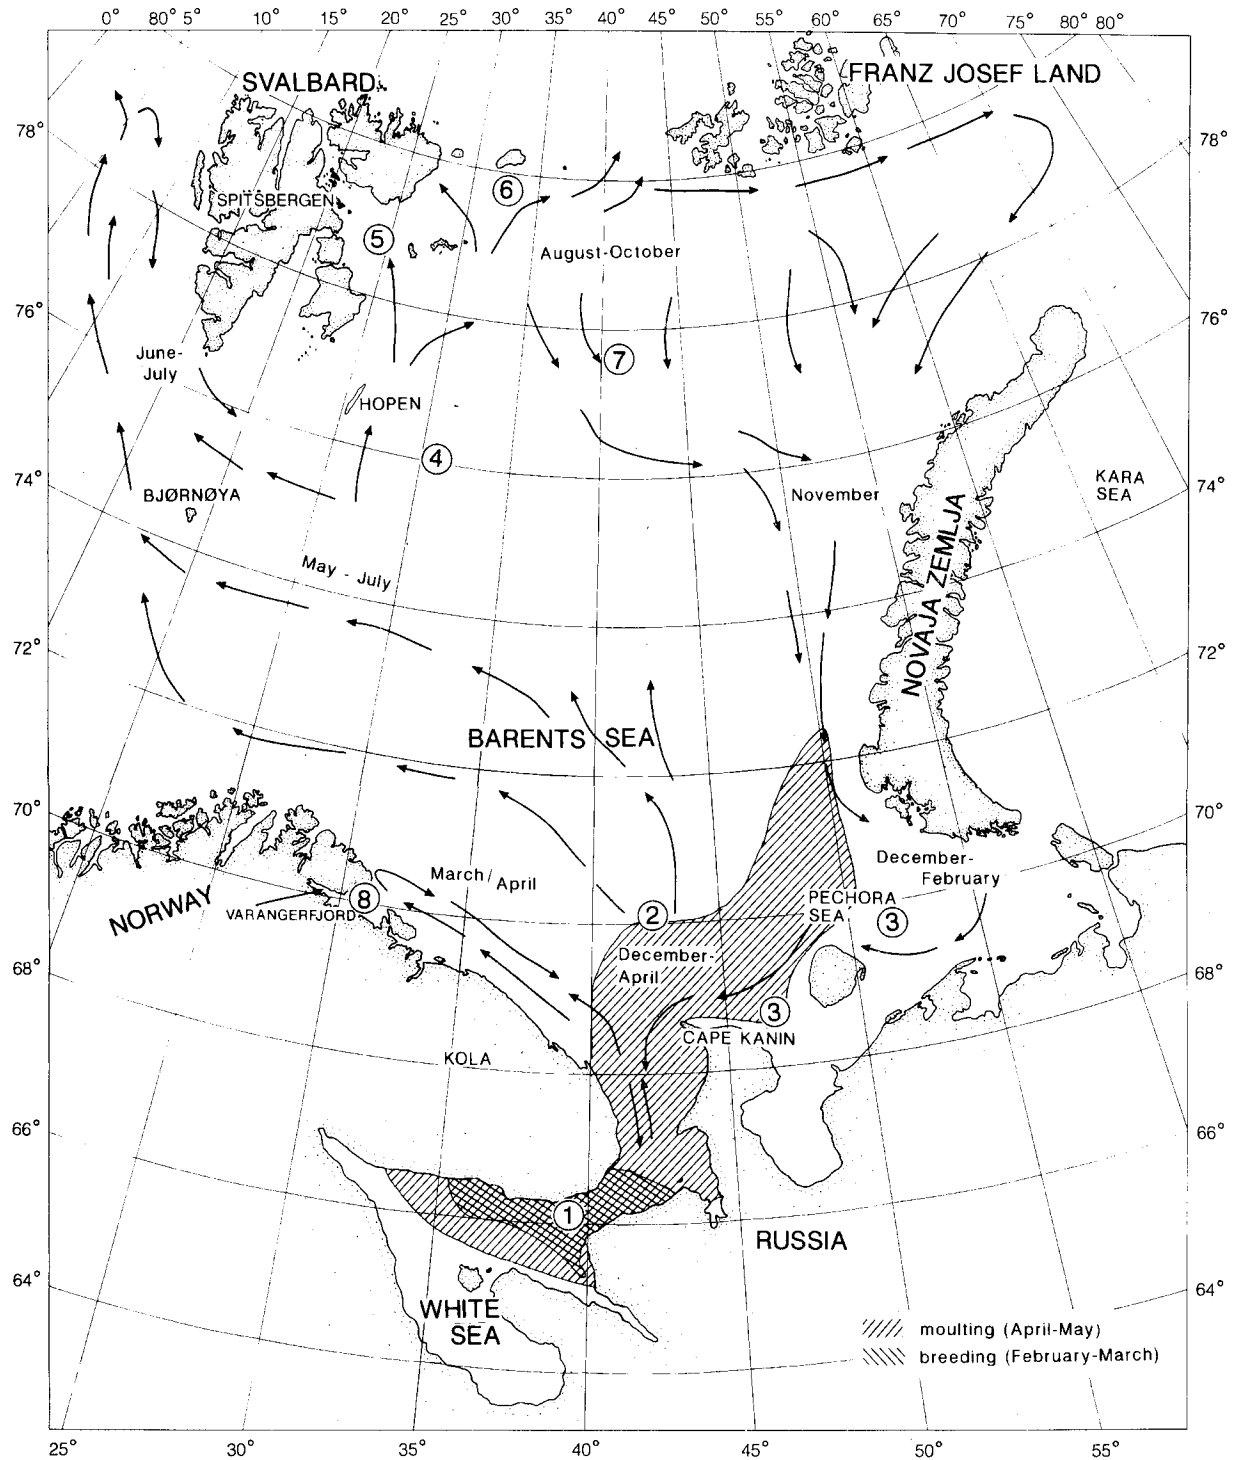 0° 80° 5° 10° 15° 20° 25° 30° 35° 40° 45° 50° 55° 60° 65° 70° 75° 80°
SVALBARD
FRANZ JOSEF LAND
78°
78°
6
SPITSBERGEN
5
August-October
76°
76°
June-
July
7
HOPEN
4
74°
BJØRNØYA
November
KARA
SEA
74°
May - July
NOVAJA ZEMLJA
72°
72°
BARENTS SEA
70°
70°
March/April
December-
February
NORWAY
VARANGERFJORD
8
2
PECHORA
SEA
3
December-
April
68°
68°
3
CAPE KANIN
KOLA
66°
66°
1
RUSSIA
64°
64°
WHITE
SEA
moulting (April-May)
breeding (February-March)
25° 30° 35° 40° 45° 50° 55°